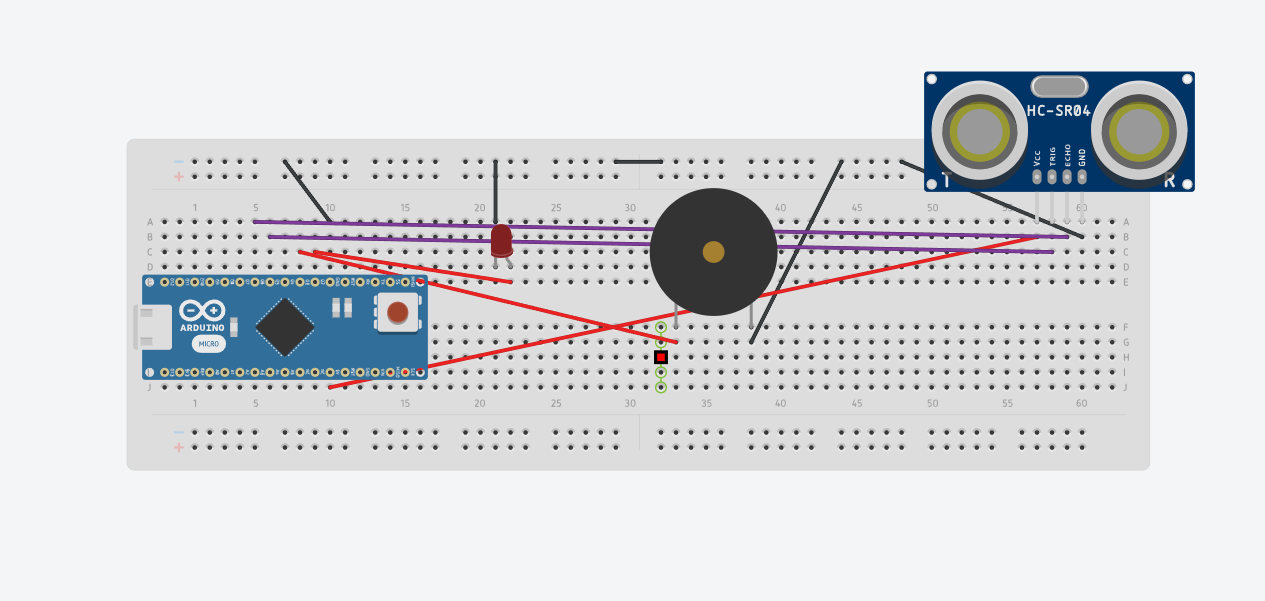 HC-SR04
VCC TRIG ECHO GND
T R
− −
+ +
1 5 10 15 20 25 30 35 40 45 50 55 60
A A
B B
C C
D D
E E
ARDUINO
MICRO
F
G
H
I
J J
1 5 10 15 20 25 30 35 40 45 50 55 60
−
+